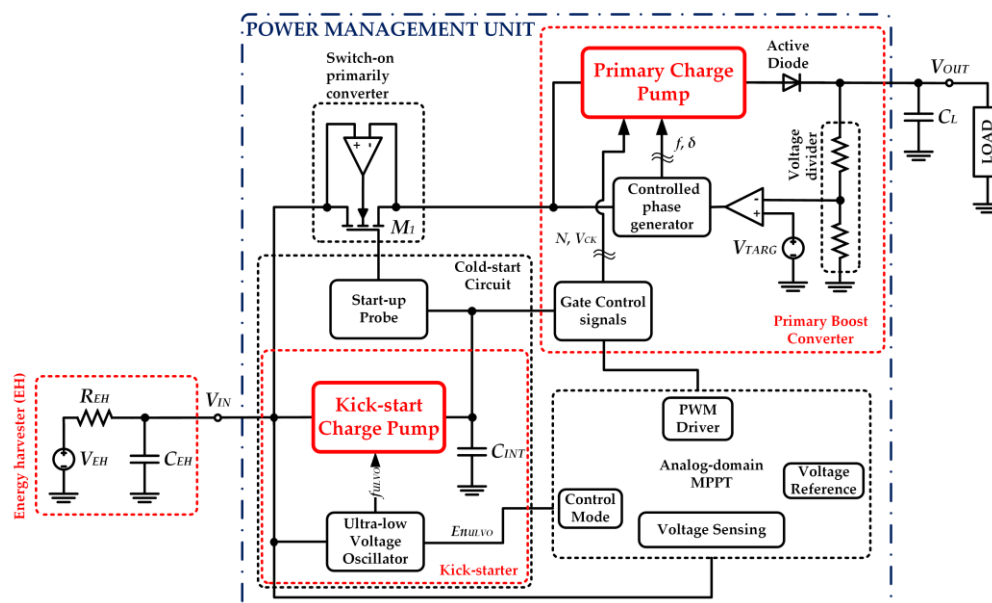 POWER MANAGEMENT UNIT
Switch-on
primarily
converter
+ -
M1
Primary Charge
Pump
Active
Diode
VOUT
CL
LOAD
Voltage
divider
f, δ
Controlled
phase
generator
-
+
VTARG
N, VCK
Cold-start
Circuit
Start-up
Probe
Gate Control
signals
Primary Boost
Converter
Energy harvester (EH)
REH
VEH
CEH
VIN
Kick-start
Charge Pump
CINT
fULVO
Ultra-low
Voltage
Oscillator
EnULVO
Kick-starter
PWM
Driver
Analog-domain
MPPT
Voltage
Reference
Control
Mode
Voltage Sensing